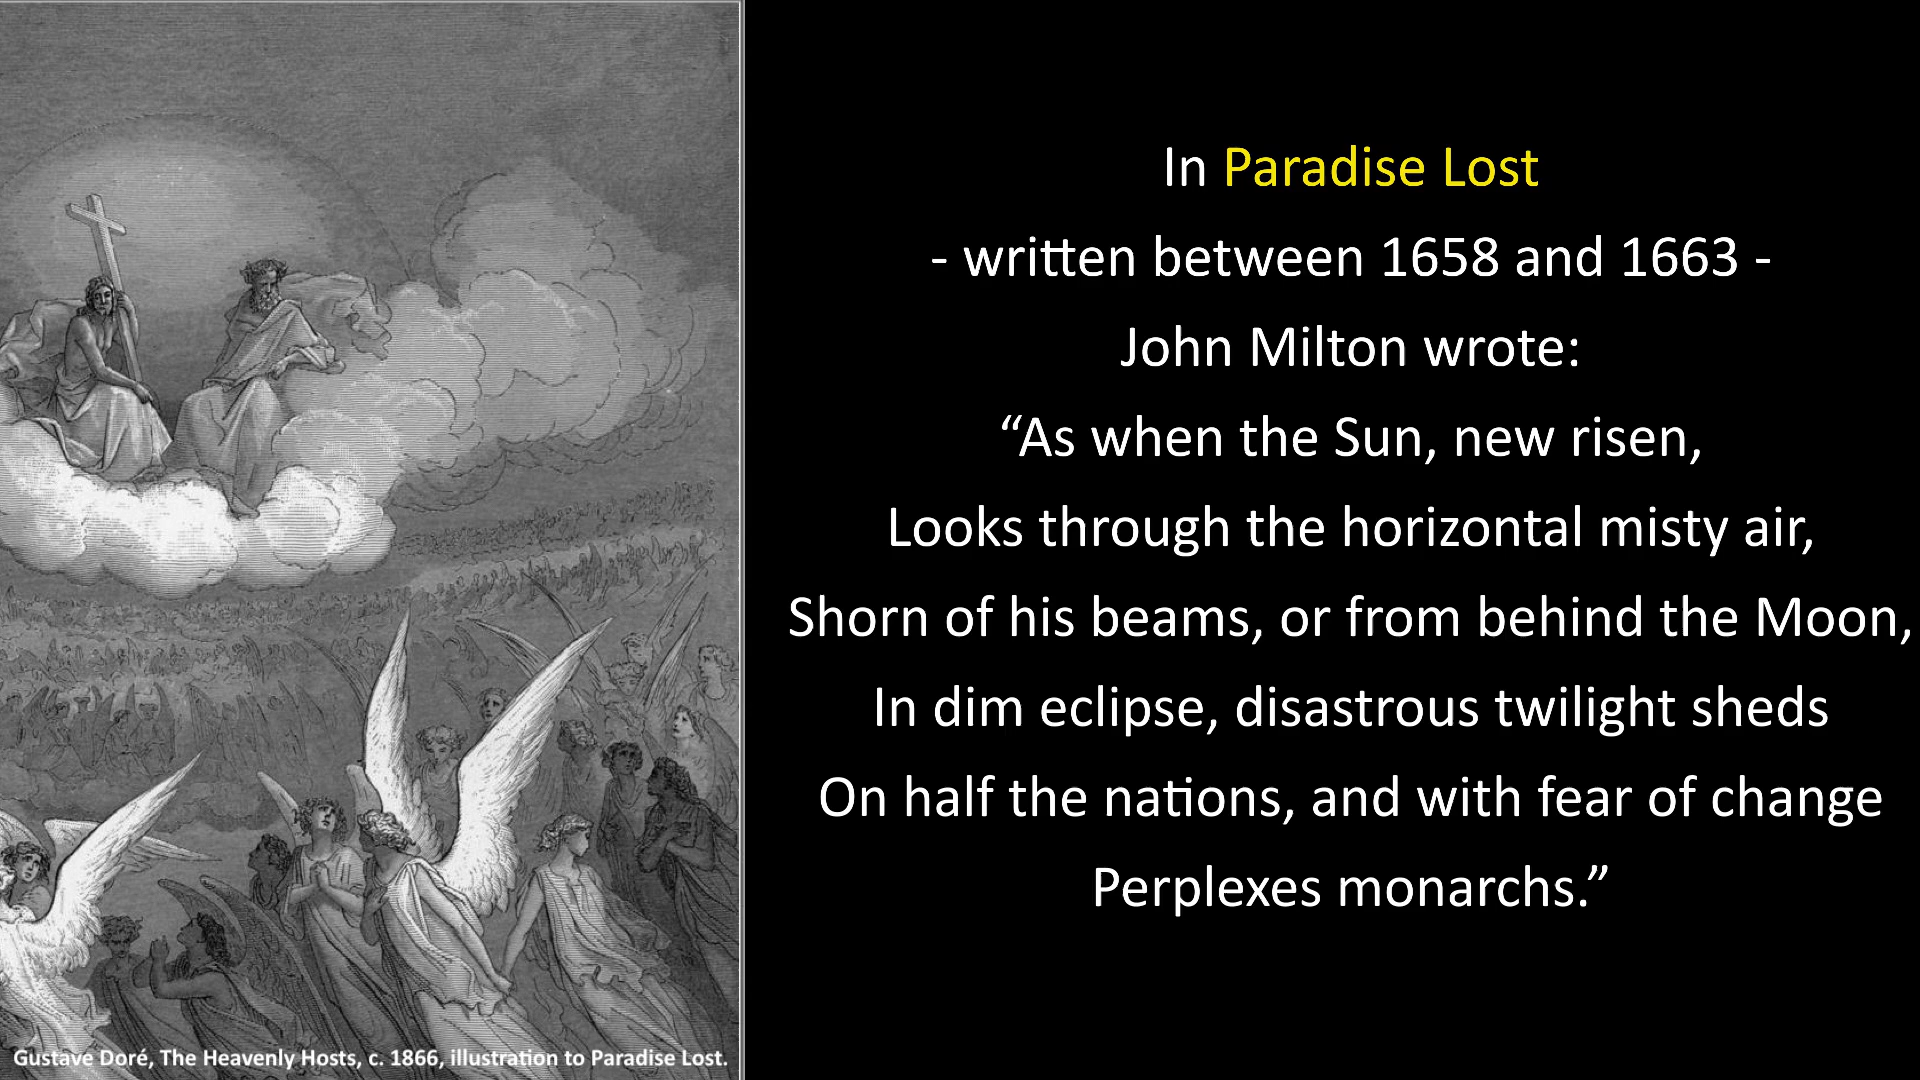 In Paradise Lost
- written between 1658 and 1663 -
John Milton wrote:
“As when the Sun, new risen,
Looks through the horizontal misty air,
Shorn of his beams, or from behind the Moon,
In dim eclipse, disastrous twilight sheds
On half the nations, and with fear of change
Perplexes monarchs.”
Gustave Doré, The Heavenly Hosts, c. 1866, illustration to Paradise Lost.